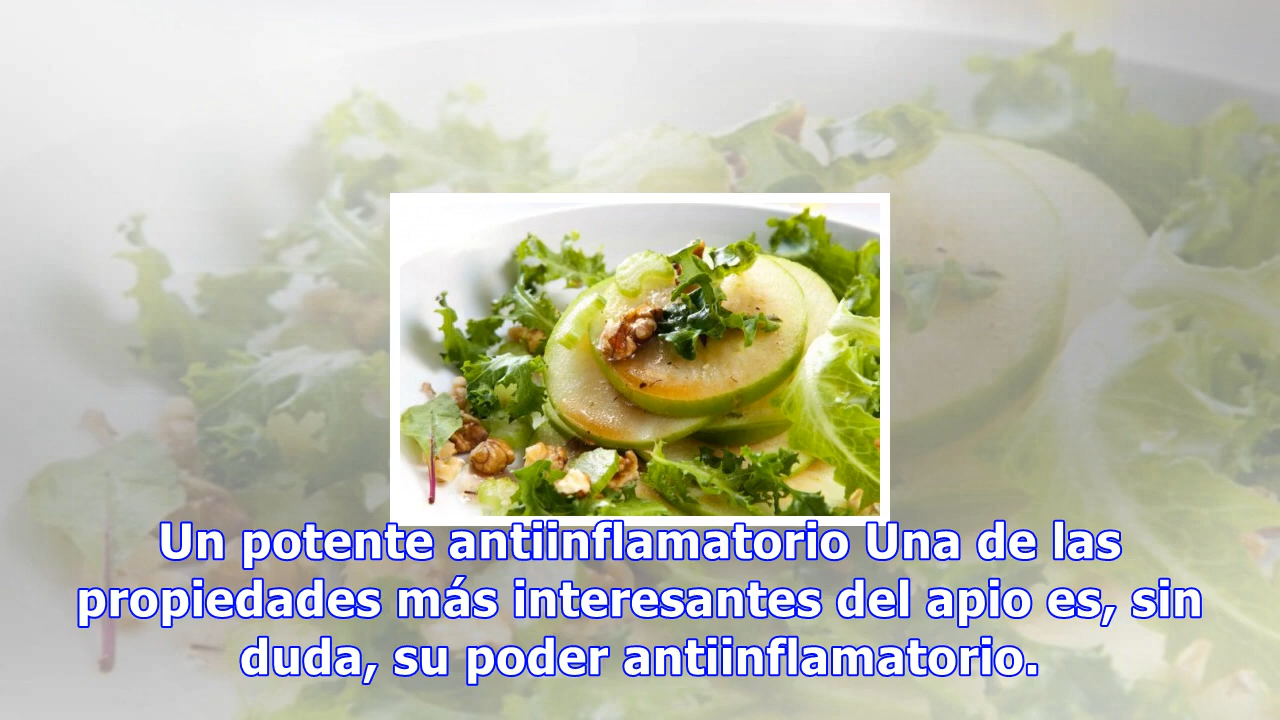 Un potente antiinflamatorio Una de las
propiedades más interesantes del apio es, sin
duda, su poder antiinflamatorio.